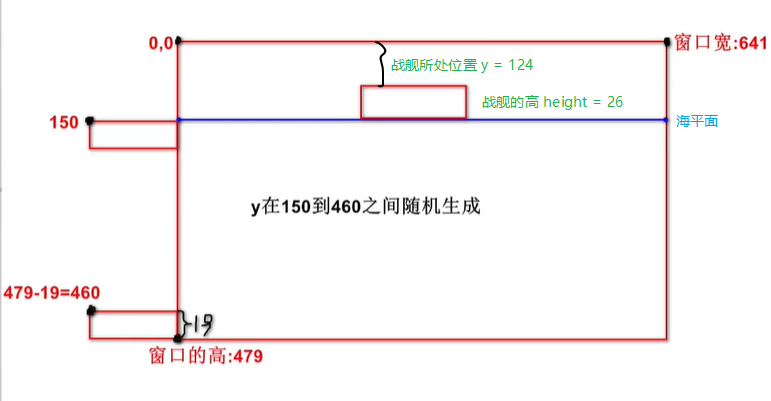 0,0
窗口宽:641
战舰所处位置 y = 124
战舰的高 height = 26
150
海平面
y在150到460之间随机生成
479-19=460
19
窗口的高:479